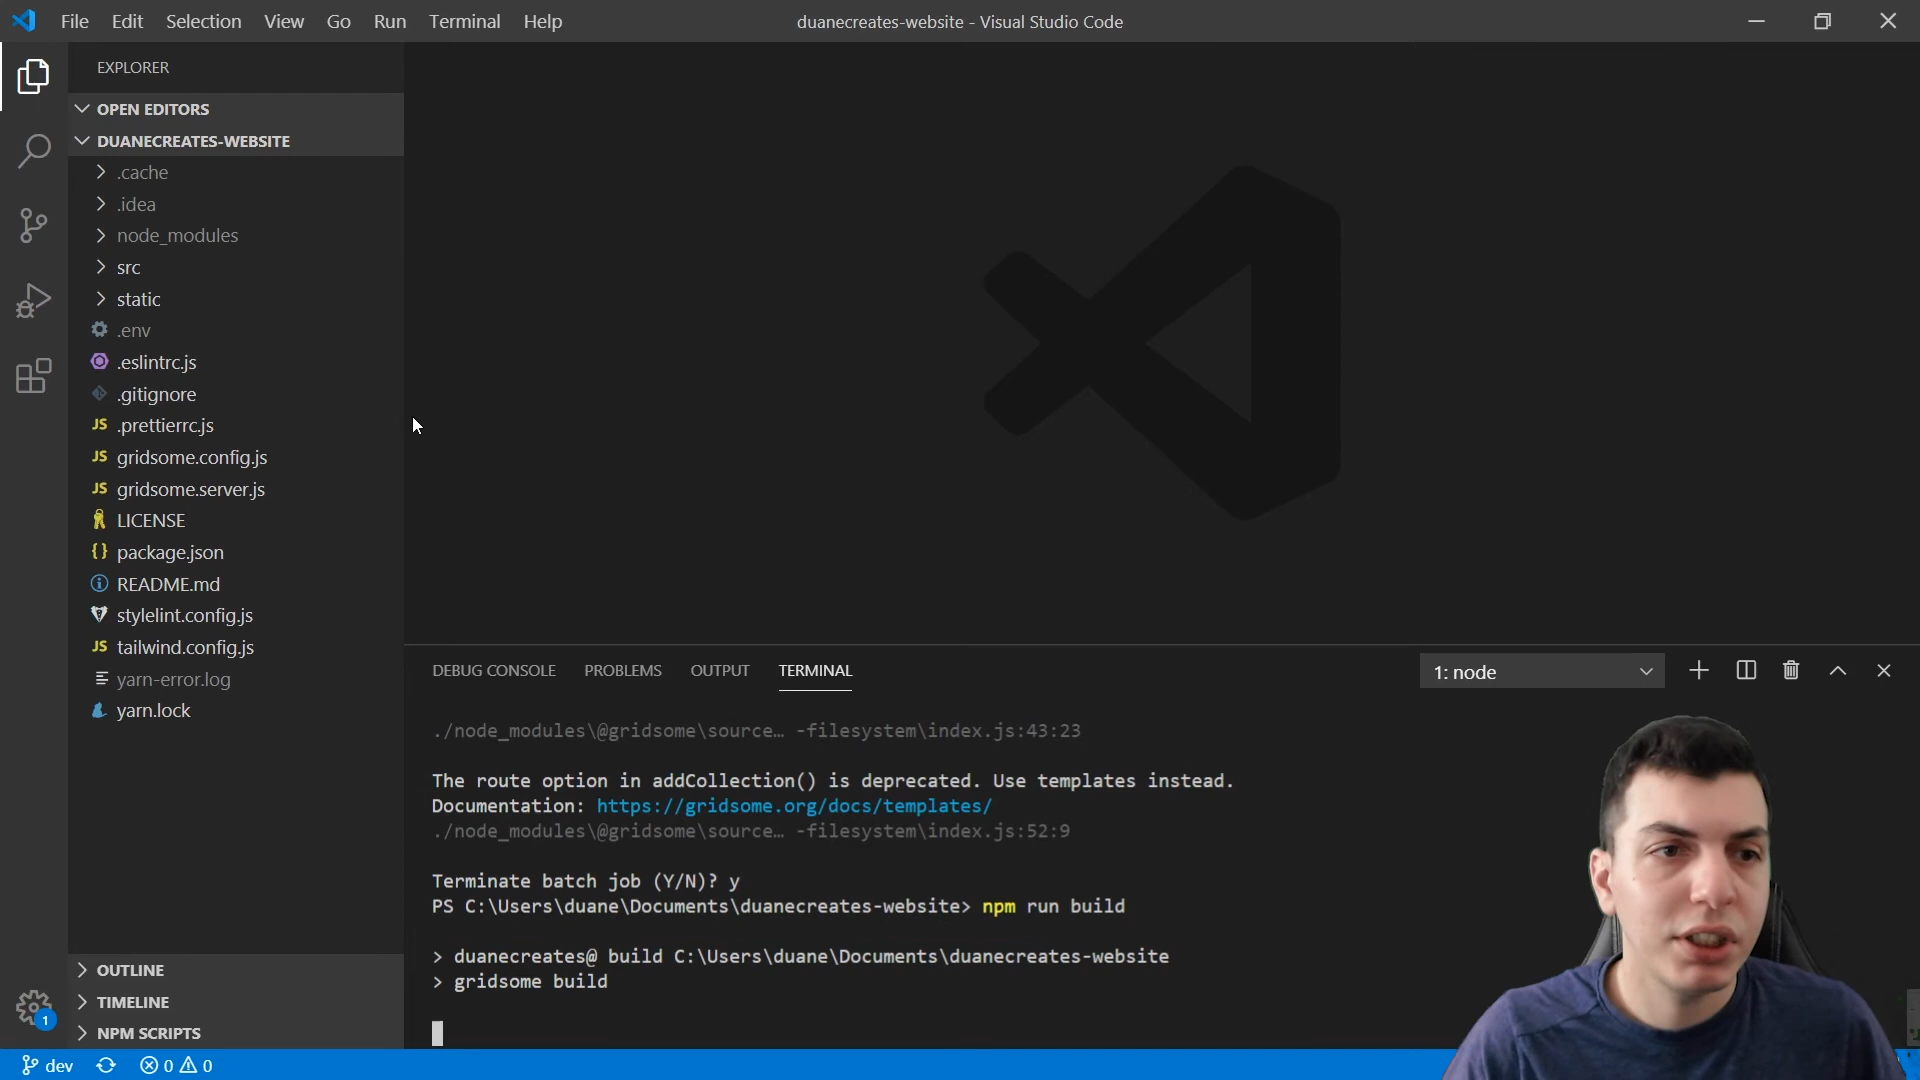 File Edit Selection View Go Run Terminal Help
duanecreates-website - Visual Studio Code
EXPLORER
OPEN EDITORS
DUANECREATES-WEBSITE
.cache
.idea
node_modules
src
static
.env
.eslintrc.js
.gitignore
JS .prettierrc.js
JS gridsome.config.js
JS gridsome.server.js
LICENSE
{} package.json
README.md
stylelint.config.js
JS tailwind.config.js
yarn-error.log
yarn.lock
OUTLINE
TIMELINE
NPM SCRIPTS
1
dev
0 0
DEBUG CONSOLE PROBLEMS OUTPUT TERMINAL
1: node
./node_modules\@gridsome\source… -filesystem\index.js:43:23
The route option in addCollection() is deprecated. Use templates instead.
Documentation: https://gridsome.org/docs/templates/
./node_modules\@gridsome\source… -filesystem\index.js:52:9
Terminate batch job (Y/N)? y
PS C:\Users\duane\Documents\duanecreates-website> npm run build
> duanecreates@ build C:\Users\duane\Documents\duanecreates-website
> gridsome build